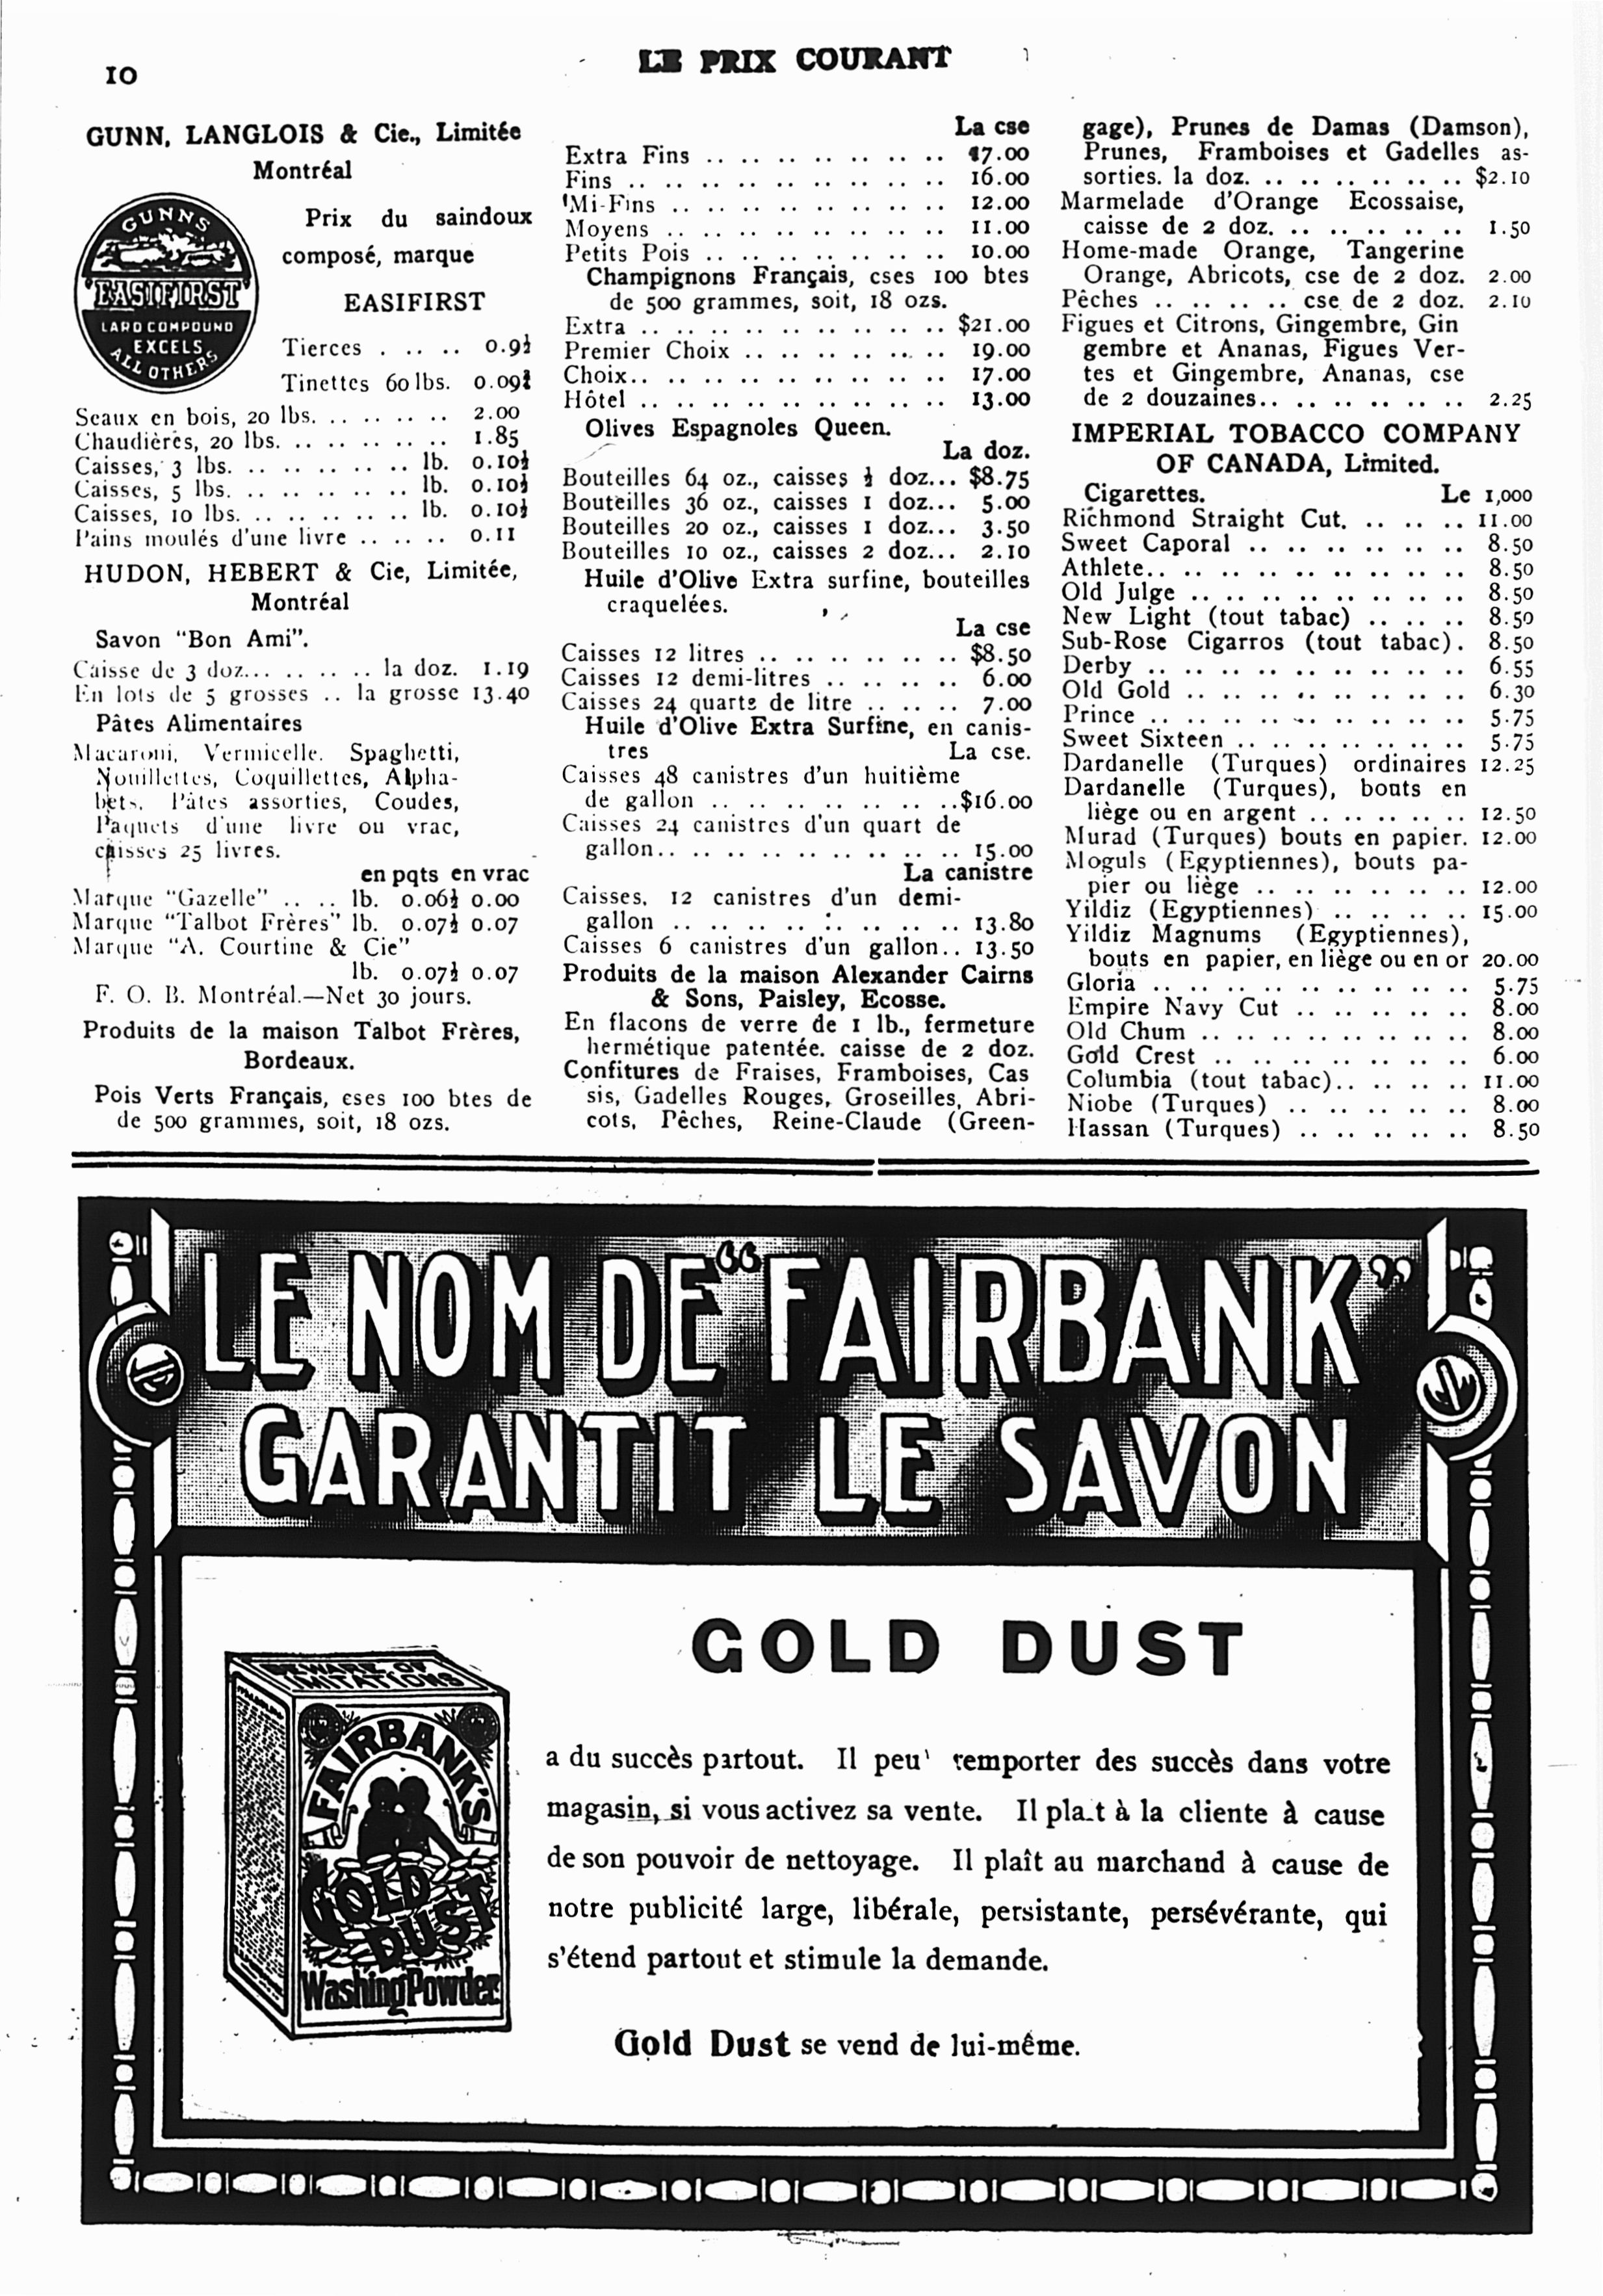 10
LE PRIX COURANT
GUNN, LANGLOIS & Cie., Limitée
Montréal
GUNNS
"EASIFIRST"
LARD COMPOUND
EXCELS
ALL OTHERS
Prix du saindoux
composé, marque
EASIFIRST
Tierces . .. .. 0.9½
Tinettes 60 lbs. 0.09¾
Seaux en bois, 20 lbs. .. .. .. .. 2.00
Chaudières, 20 lbs. .. .. .. .. .. 1.85
Caisses, 3 lbs. .. .. .. .. .. lb. 0.10½
Caisses, 5 lbs. .. .. .. .. .. lb. 0.10½
Caisses, 10 lbs. .. .. .. .. .. lb. 0.10½
Pains moulés d'une livre .. .. .. 0.11
HUDON, HEBERT & Cie, Limitée,
Montréal
Savon "Bon Ami".
Caisse de 3 doz... .. .. .. la doz. 1.19
En lots de 5 grosses .. la grosse 13.40
Pâtes Alimentaires
Macaroni, Vermicelle. Spaghetti,
Nouillettes, Coquillettes, Alpha-
bets, Pâtes assorties, Coudes,
Paquets d'une livre ou vrac,
caisses 25 livres.
en pqts en vrac
Marque "Gazelle" .. .. lb. 0.06½ 0.00
Marque "Talbot Frères" lb. 0.07½ 0.07
Marque "A. Courtine & Cie"
lb. 0.07½ 0.07
F. O. B. Montréal.—Net 30 jours.
Produits de la maison Talbot Frères,
Bordeaux.
Pois Verts Français, cses 100 btes de
de 500 grammes, soit, 18 ozs.
La cse
Extra Fins .. .. .. .. .. .. .. .. .. 17.00
Fins .. .. .. .. .. .. .. .. .. .. .. 16.00
Mi-Fins .. .. .. .. .. .. .. .. .. .. 12.00
Moyens .. .. .. .. .. .. .. .. .. .. 11.00
Petits Pois .. .. .. .. .. .. .. .. .. 10.00
Champignons Français, cses 100 btes
de 500 grammes, soit, 18 ozs.
Extra .. .. .. .. .. .. .. .. .. .. .. $21.00
Premier Choix .. .. .. .. .. .. .. .. 19.00
Choix.. .. .. .. .. .. .. .. .. .. .. 17.00
Hôtel .. .. .. .. .. .. .. .. .. .. .. 13.00
Olives Espagnoles Queen.
La doz.
Bouteilles 64 oz., caisses ½ doz... $8.75
Bouteilles 36 oz., caisses 1 doz... 5.00
Bouteilles 20 oz., caisses 1 doz... 3.50
Bouteilles 10 oz., caisses 2 doz... 2.10
Huile d'Olive Extra surfine, bouteilles
craquelées.
La cse
Caisses 12 litres .. .. .. .. .. .. .. $8.50
Caisses 12 demi-litres .. .. .. .. .. 6.00
Caisses 24 quarts de litre .. .. .. .. 7.00
Huile d'Olive Extra Surfine, en canis-
tres La cse.
Caisses 48 canistres d'un huitième
de gallon .. .. .. .. .. .. .. .. ..$16.00
Caisses 24 canistres d'un quart de
gallon.. .. .. .. .. .. .. .. .. .. .. 15.00
La canistre
Caisses, 12 canistres d'un demi-
gallon .. .. .. .. .. .. .. .. .. .. 13.80
Caisses 6 canistres d'un gallon.. 13.50
Produits de la maison Alexander Cairns
& Sons, Paisley, Ecosse.
En flacons de verre de 1 lb., fermeture
hermétique patentée. caisse de 2 doz.
Confitures de Fraises, Framboises, Cas
sis, Gadelles Rouges, Groseilles, Abri-
cots, Pêches, Reine-Claude (Green-
gage), Prunes de Damas (Damson),
Prunes, Framboises et Gadelles as-
sorties. la doz. .. .. .. .. .. .. .. $2.10
Marmelade d'Orange Ecossaise,
caisse de 2 doz. .. .. .. .. .. .. 1.50
Home-made Orange, Tangerine
Orange, Abricots, cse de 2 doz. 2.00
Pêches .. .. .. .. .. cse de 2 doz. 2.10
Figues et Citrons, Gingembre, Gin
gembre et Ananas, Figues Ver-
tes et Gingembre, Ananas, cse
de 2 douzaines.. .. .. .. .. .. .. 2.25
IMPERIAL TOBACCO COMPANY
OF CANADA, Limited.
Cigarettes. Le 1,000
Richmond Straight Cut. .. .. .. .. 11.00
Sweet Caporal .. .. .. .. .. .. .. 8.50
Athlete.. .. .. .. .. .. .. .. .. .. 8.50
Old Julge .. .. .. .. .. .. .. .. .. 8.50
New Light (tout tabac) .. .. .. .. 8.50
Sub-Rose Cigarros (tout tabac). 8.50
Derby .. .. .. .. .. .. .. .. .. .. 6.55
Old Gold .. .. .. .. .. .. .. .. .. 6.30
Prince .. .. .. .. .. .. .. .. .. .. 5.75
Sweet Sixteen .. .. .. .. .. .. .. 5.75
Dardanelle (Turques) ordinaires 12.25
Dardanelle (Turques), bouts en
liège ou en argent .. .. .. .. .. .. 12.50
Murad (Turques) bouts en papier. 12.00
Moguls (Egyptiennes), bouts pa-
pier ou liège .. .. .. .. .. .. .. .. 12.00
Yildiz (Egyptiennes) .. .. .. .. .. 15.00
Yildiz Magnums (Egyptiennes),
bouts en papier, en liège ou en or 20.00
Gloria .. .. .. .. .. .. .. .. .. .. 5.75
Empire Navy Cut .. .. .. .. .. .. 8.00
Old Chum .. .. .. .. .. .. .. .. .. 8.00
Gold Crest .. .. .. .. .. .. .. .. 6.00
Columbia (tout tabac).. .. .. .. .. 11.00
Niobe (Turques) .. .. .. .. .. .. 8.00
Hassan (Turques) .. .. .. .. .. .. 8.50
LE NOM DE "FAIRBANK"
GARANTIT LE SAVON
BEWARE OF
IMITATIONS
FAIRBANK'S
GOLD
DUST
Washing Powder
GOLD DUST
a du succès partout. Il peu' remporter des succès dans votre
magasin, si vous activez sa vente. Il pla.t à la cliente à cause
de son pouvoir de nettoyage. Il plaît au marchand à cause de
notre publicité large, libérale, persistante, persévérante, qui
s'étend partout et stimule la demande.
Gold Dust se vend de lui-même.